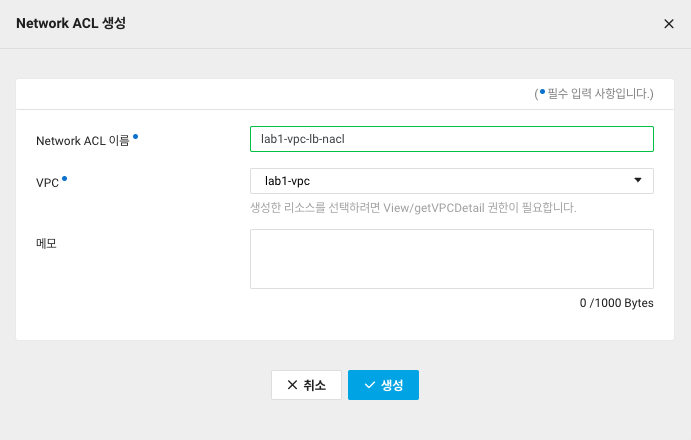 Network ACL 생성
(•필수 입력 사항입니다.)
Network ACL 이름 •
lab1-vpc-lb-nacl
VPC •
lab1-vpc
생성한 리소스를 선택하려면 View/getVPCDetail 권한이 필요합니다.
메모
0 /1000 Bytes
취소
생성